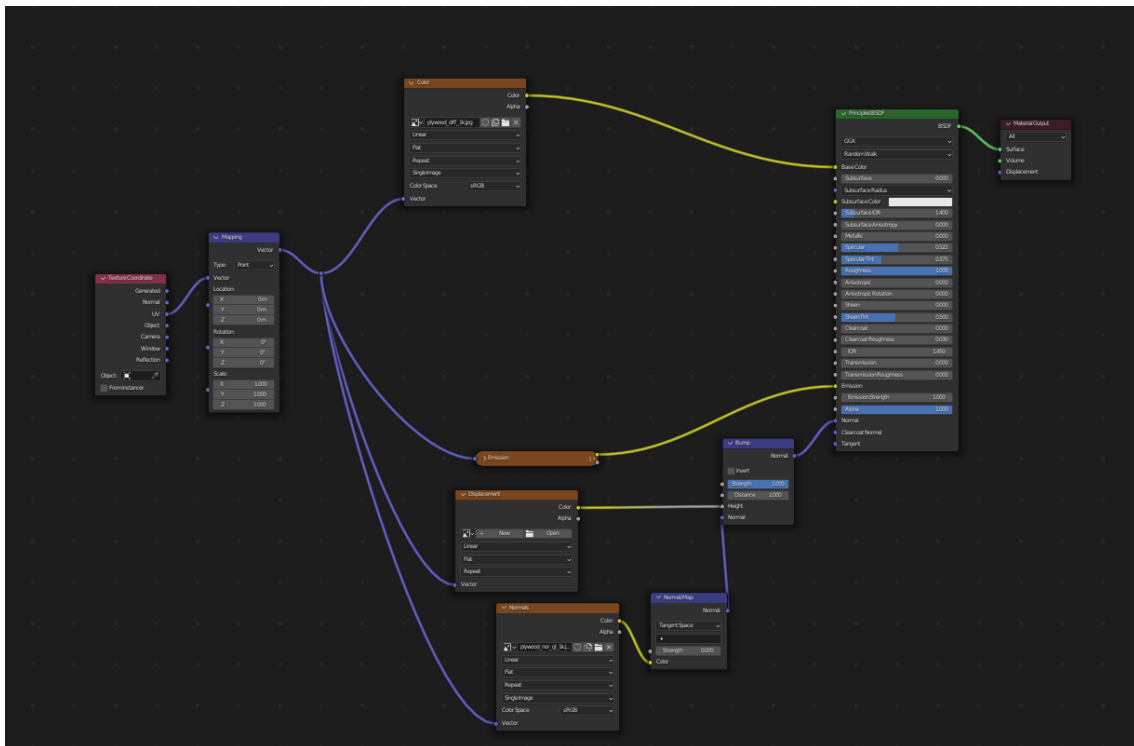 Color
Color
Alpha
plywood_diff_1k.jpg
Linear
Flat
Repeat
Single Image
Color Space sRGB
Vector
Mapping
Vector
Type: Point
Vector
Location:
X 0 m
Y 0 m
Z 0 m
Rotation:
X 0°
Y 0°
Z 0°
Scale:
X 1.000
Y 1.000
Z 1.000
Texture Coordinate
Generated
Normal
UV
Object
Camera
Window
Reflection
Object:
From Instancer
Emission
Displacement
Color
Alpha
New Open
Linear
Flat
Repeat
Vector
Normals
Color
Alpha
plywood_nor_gl_1k.j...
Linear
Flat
Repeat
Single Image
Color Space sRGB
Vector
Normal Map
Normal
Tangent Space
Strength 0.000
Color
Bump
Normal
Invert
Strength 1.000
Distance 1.000
Height
Normal
Principled BSDF
BSDF
GGX
Random Walk
Base Color
Subsurface 0.000
Subsurface Radius
Subsurface Color
Subsurface IOR 1.400
Subsurface Anisotropy 0.000
Metallic 0.000
Specular 0.522
Specular Tint 0.375
Roughness 1.000
Anisotropic 0.000
Anisotropic Rotation 0.000
Sheen 0.000
Sheen Tint 0.500
Clearcoat 0.000
Clearcoat Roughness 0.030
IOR 1.450
Transmission 0.000
Transmission Roughness 0.000
Emission
Emission Strength 1.000
Alpha 1.000
Normal
Clearcoat Normal
Tangent
Material Output
All
Surface
Volume
Displacement